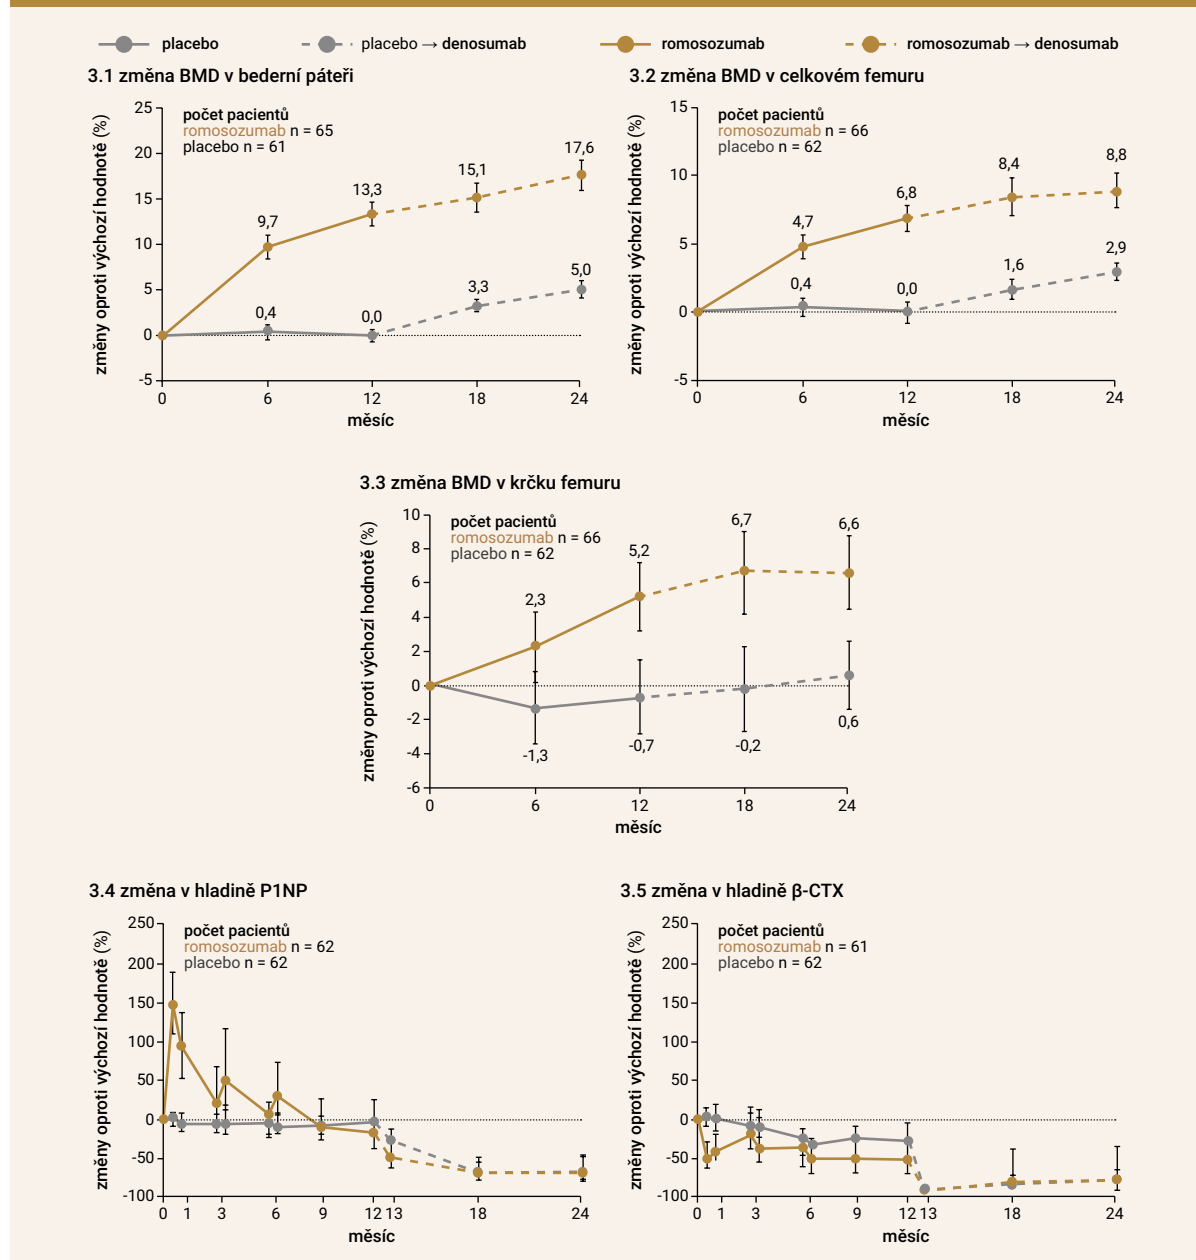 placebo
placebo → denosumab
romosozumab
romosozumab → denosumab
3.1 změna BMD v bederní páteři
změny oproti výchozí hodnotě (%)
25
20
15
10
5
0
-5
počet pacientů
romosozumab n = 65
placebo n = 61
9,7
13,3
15,1
17,6
0,4
0,0
3,3
5,0
0 6 12 18 24
měsíc
3.2 změna BMD v celkovém femuru
změny oproti výchozí hodnotě (%)
15
10
5
0
-5
počet pacientů
romosozumab n = 66
placebo n = 62
4,7
6,8
8,4
8,8
0,4
0,0
1,6
2,9
0 6 12 18 24
měsíc
3.3 změna BMD v krčku femuru
změny oproti výchozí hodnotě (%)
10
8
6
4
2
0
-2
-4
-6
počet pacientů
romosozumab n = 66
placebo n = 62
2,3
5,2
6,7
6,6
-1,3
-0,7
-0,2
0,6
0 6 12 18 24
měsíc
3.4 změna v hladině P1NP
změny oproti výchozí hodnotě (%)
250
200
150
100
50
0
-50
-100
počet pacientů
romosozumab n = 62
placebo n = 62
0 1 3 6 9 12 13 18 24
měsíc
3.5 změna v hladině β-CTX
změny oproti výchozí hodnotě (%)
250
200
150
100
50
0
-50
-100
počet pacientů
romosozumab n = 61
placebo n = 62
0 1 3 6 9 12 13 18 24
měsíc